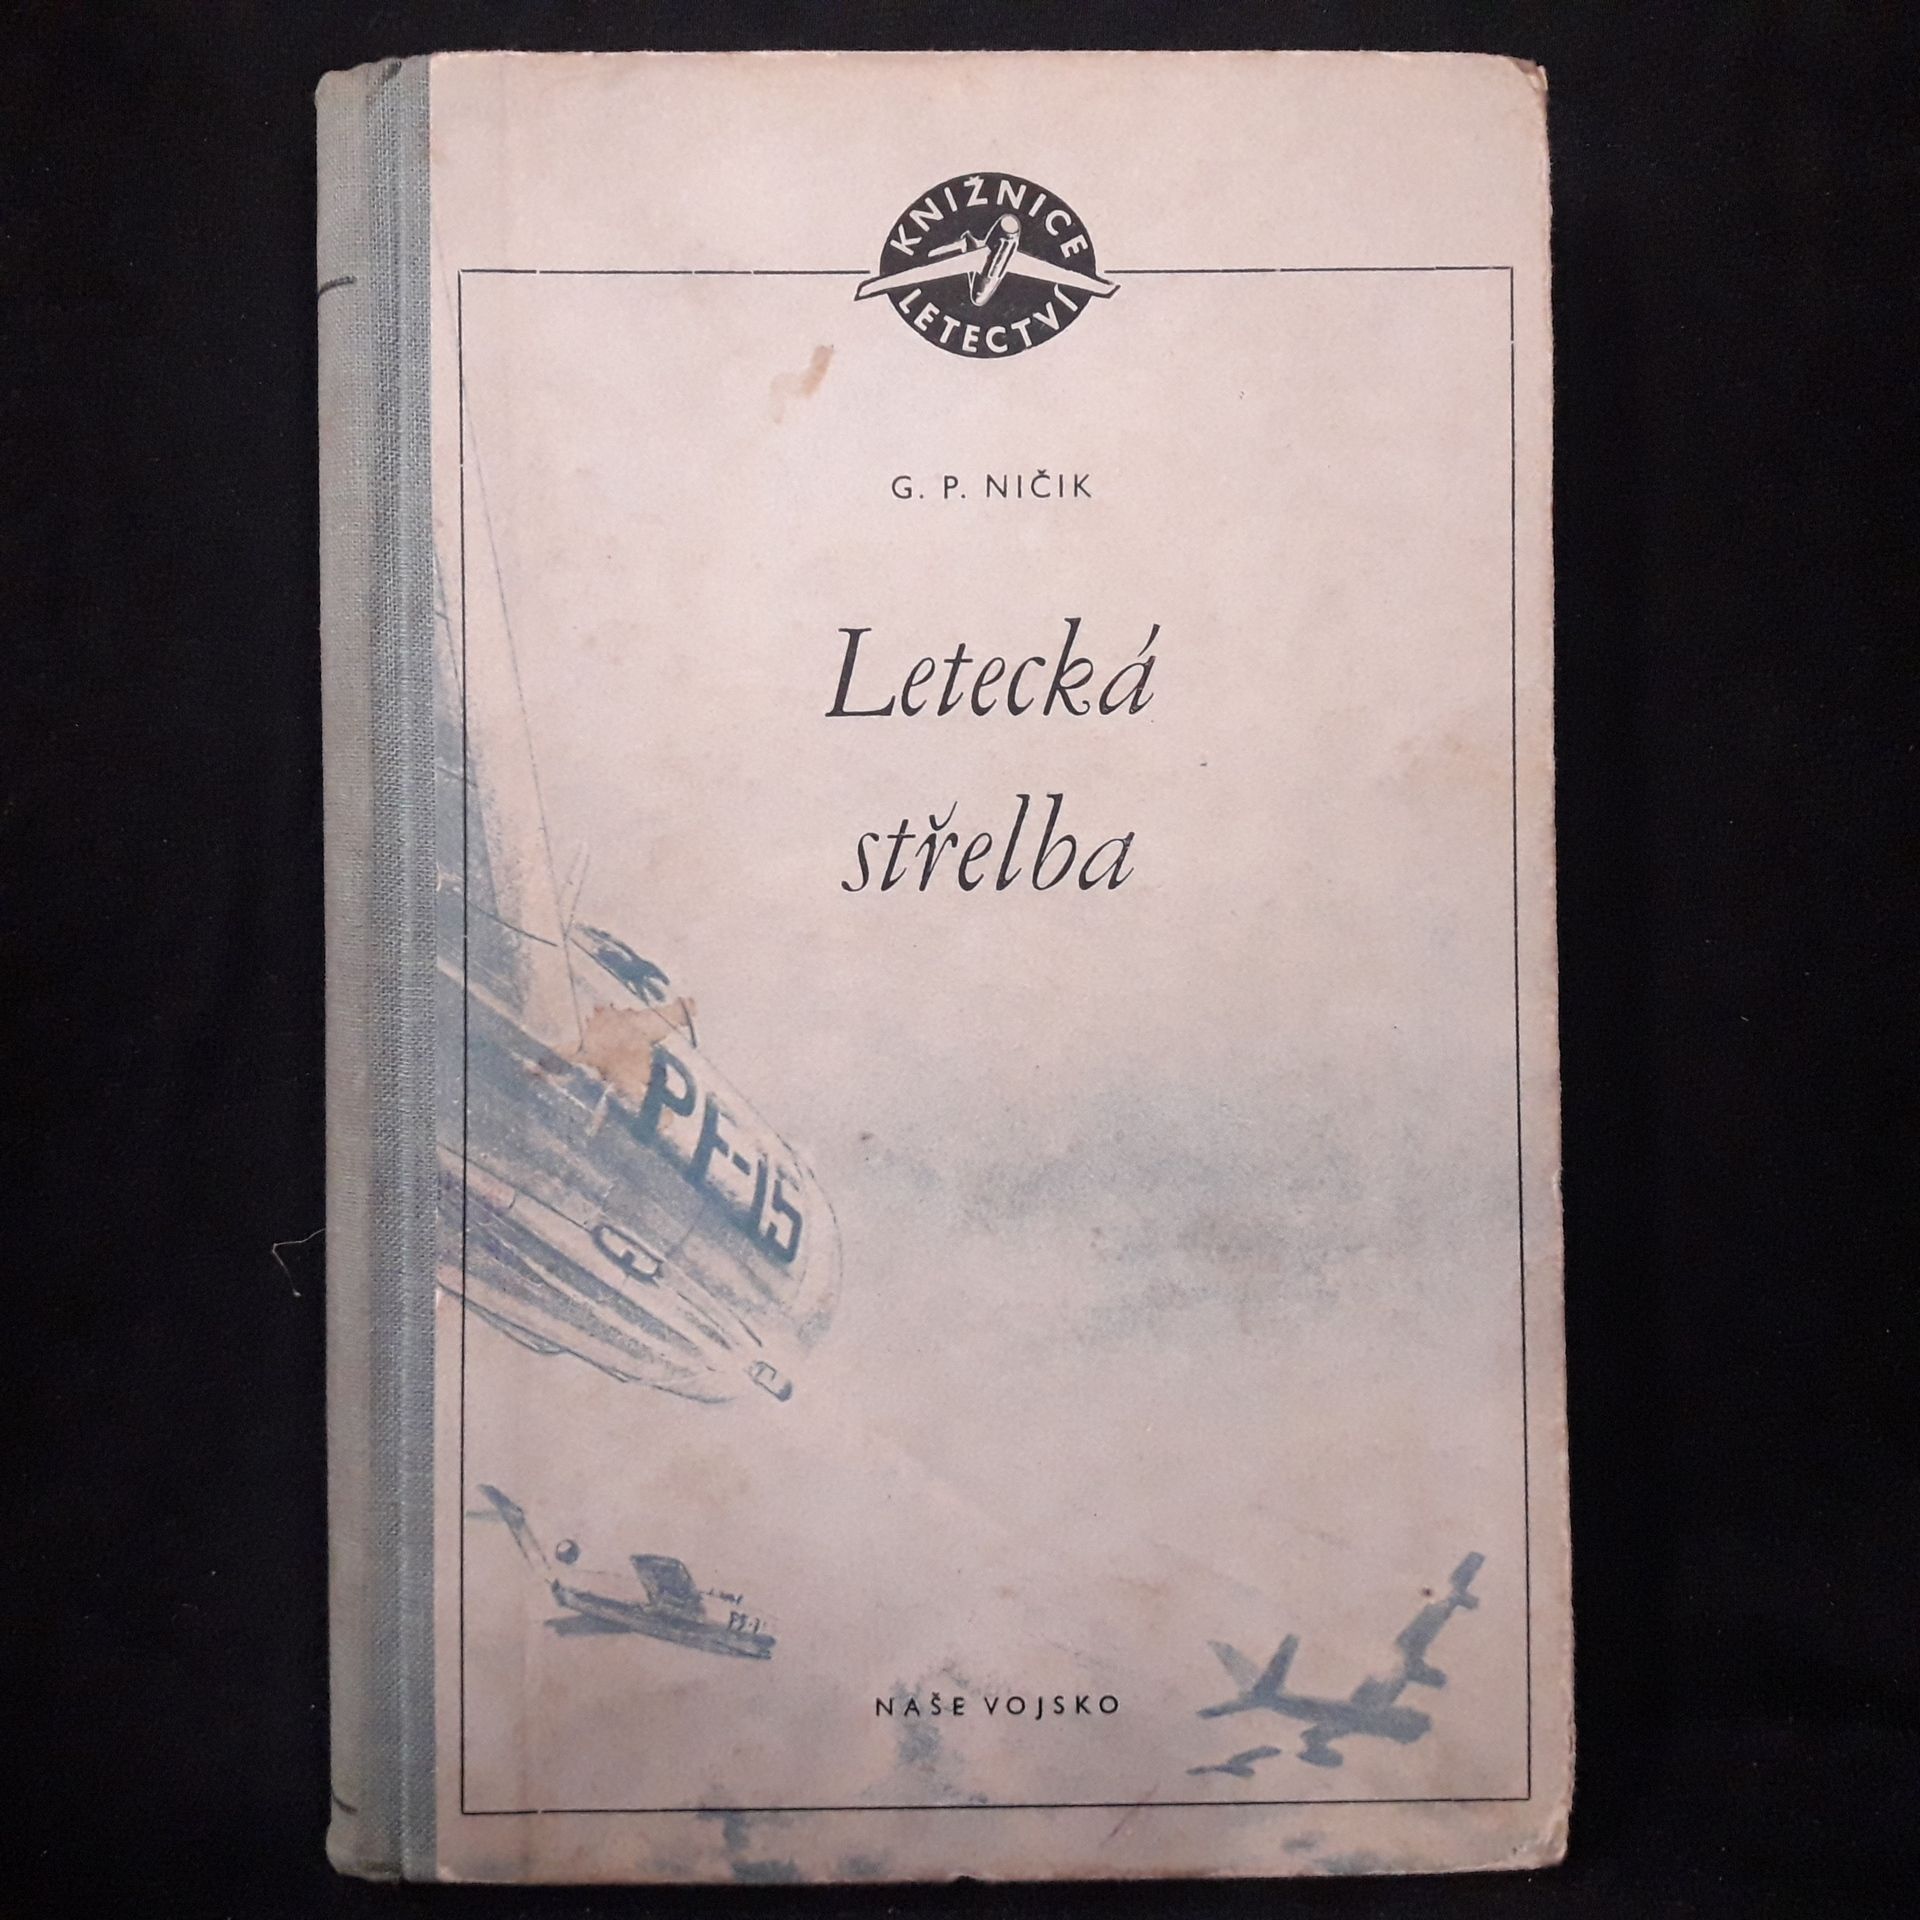 KNIŽNICE
LETECTVÍ
G. P. NIČIK
Letecká
střelba
PF-15
NAŠE VOJSKO